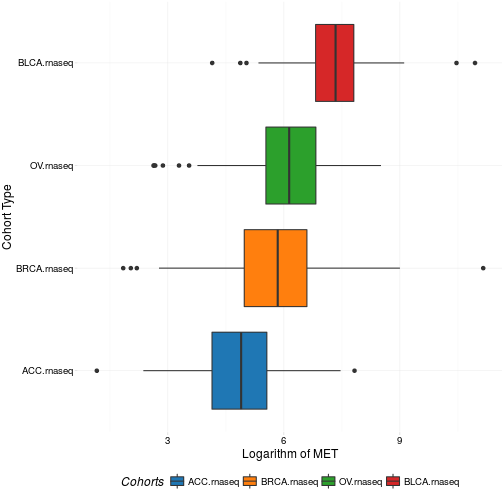 BLCA.rnaseq
OV.rnaseq
BRCA.rnaseq
ACC.rnaseq
Cohort Type
3 6 9
Logarithm of MET
Cohorts ACC.rnaseq BRCA.rnaseq OV.rnaseq BLCA.rnaseq